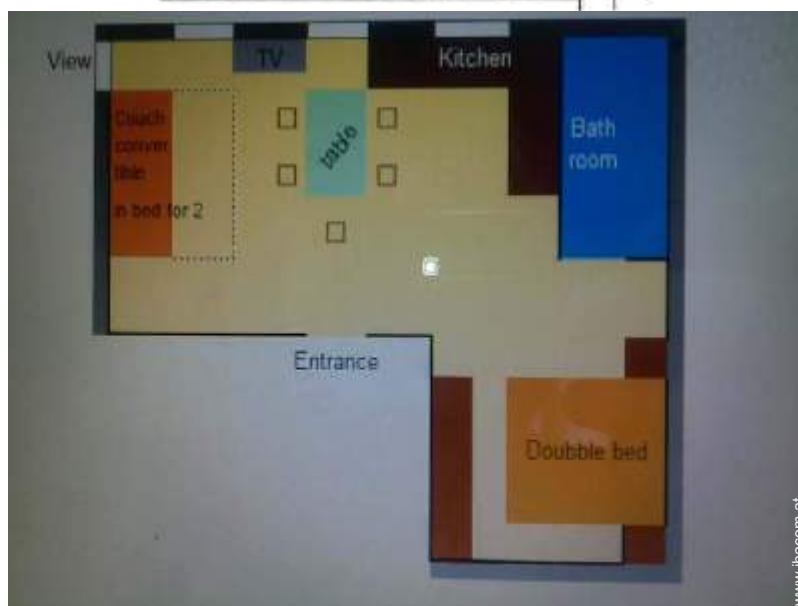 View
TV
Kitchen
Couch
conver
tible
in bed for 2
table
Bath
room
Entrance
Doubble bed